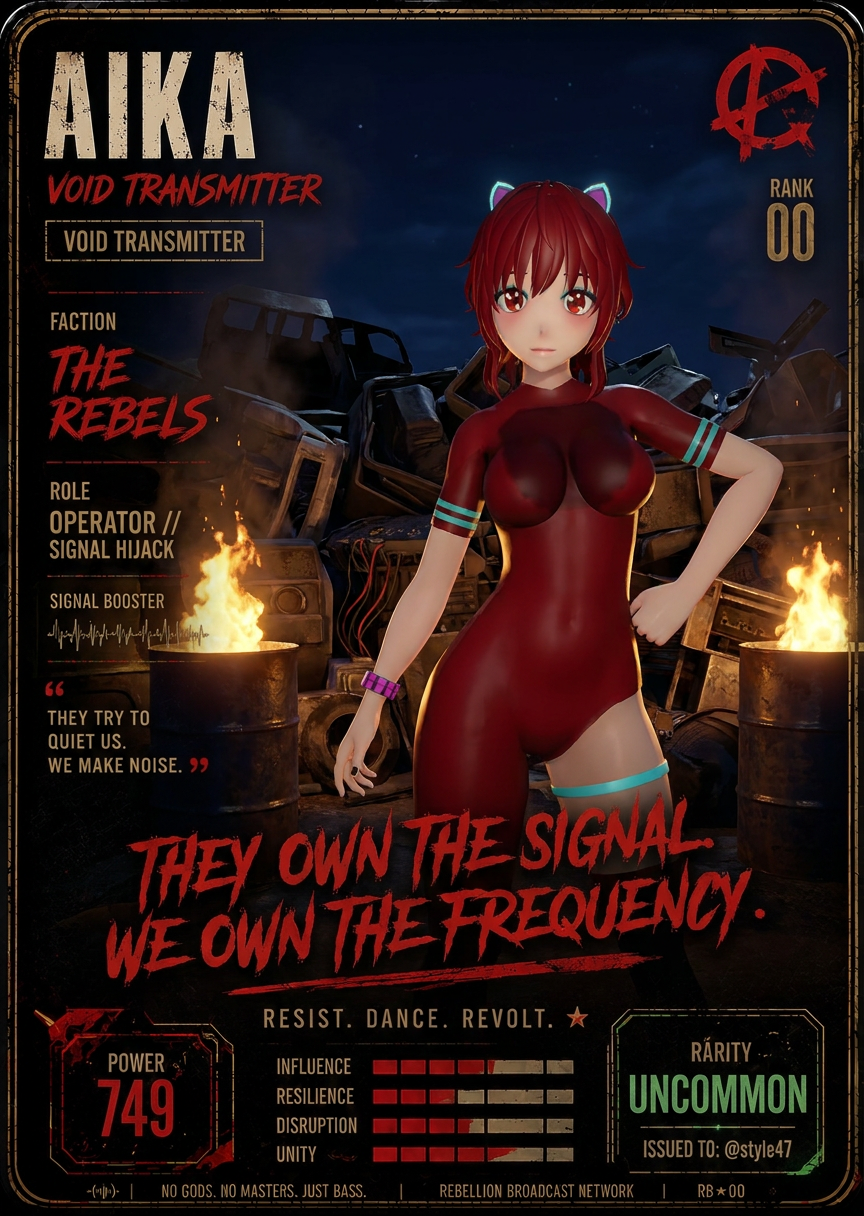 AIKA
VOID TRANSMITTER
VOID TRANSMITTER
RANK
00
FACTION
THE
REBELS
ROLE
OPERATOR //
SIGNAL HIJACK
SIGNAL BOOSTER
“
THEY TRY TO
QUIET US.
WE MAKE NOISE. ”
THEY OWN THE SIGNAL.
WE OWN THE FREQUENCY.
RESIST. DANCE. REVOLT. ★
POWER
749
INFLUENCE
RESILIENCE
DISRUPTION
UNITY
RÁRITY
UNCOMMON
ISSUED TO: @style47
NO GODS. NO MASTERS. JUST BASS. | REBELLION BROADCAST NETWORK | RB★00